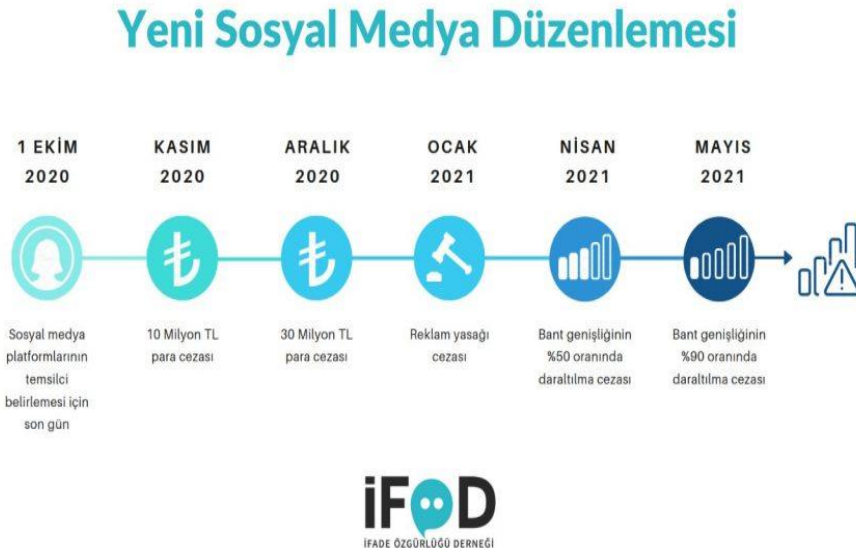 Yeni Sosyal Medya Düzenlemesi
1 EKİM
2020
Sosyal medya
platformlarının
temsilci
belirlemesi için
son gün
KASIM
2020
10 Milyon TL
para cezası
ARALIK
2020
30 Milyon TL
para cezası
OCAK
2021
Reklam yasağı
cezası
NİSAN
2021
Bant genişliğinin
%50 oranında
daraltılma cezası
MAYIS
2021
Bant genişliğinin
%90 oranında
daraltılma cezası
iFOD
İFADE ÖZGÜRLÜĞÜ DERNEĞİ